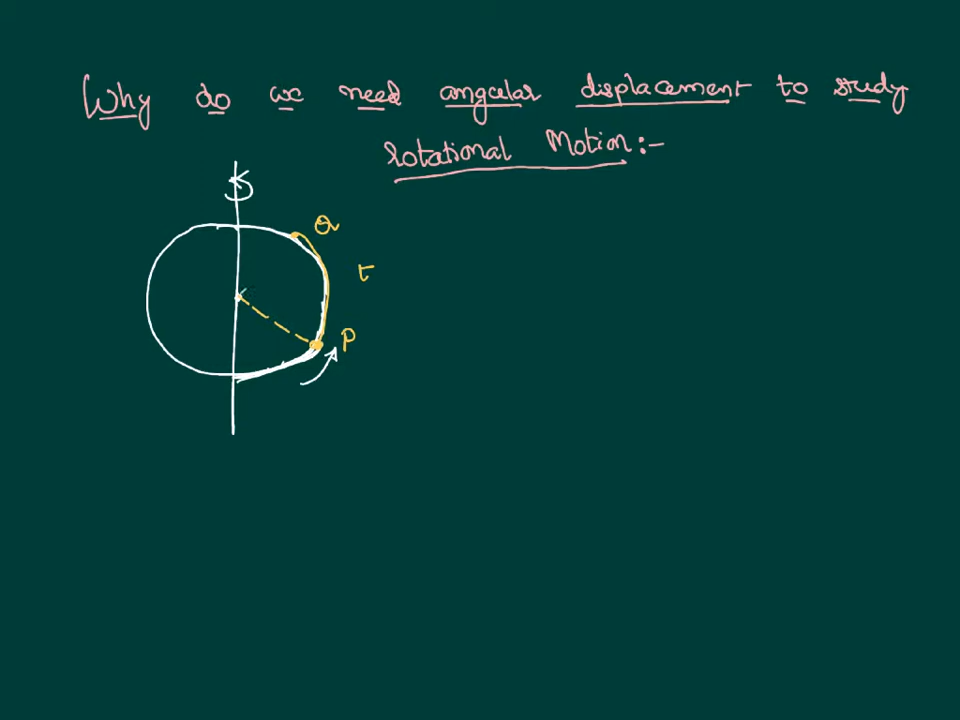 Why do we need angular displacement to study
rotational Motion:-
Q
t
P